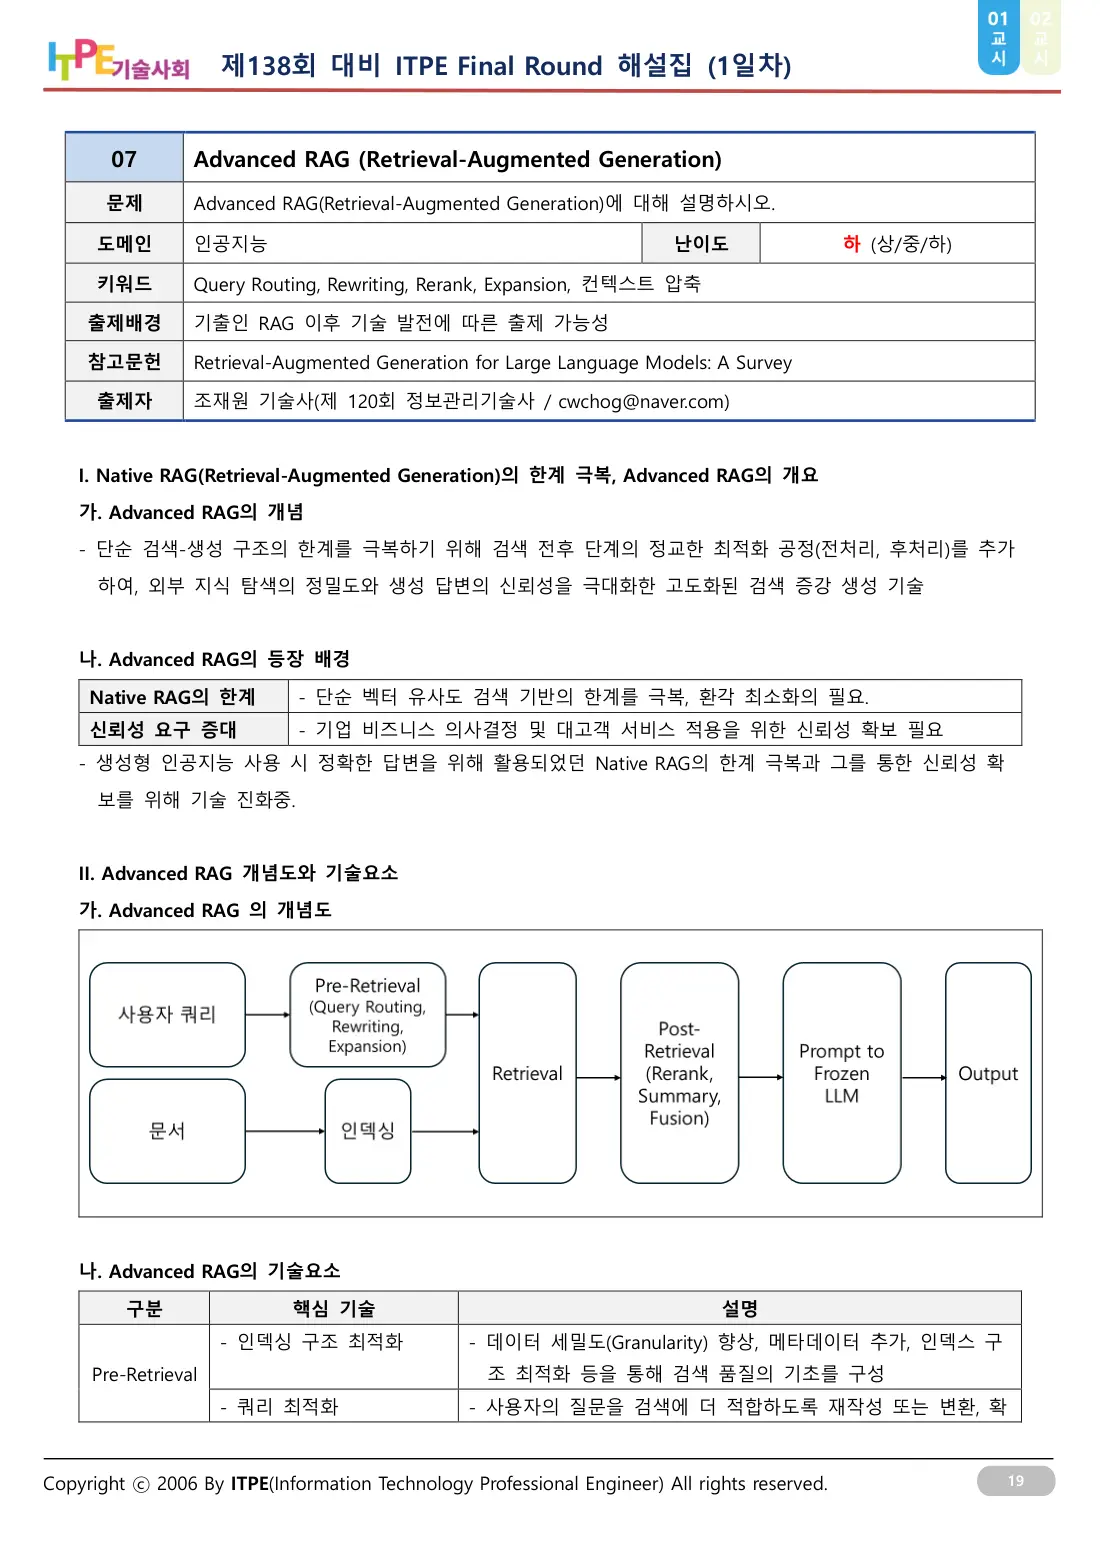 01
교
시
02
교
시
ITPE기술사회 제138회 대비 ITPE Final Round 해설집 (1일차)
07 Advanced RAG (Retrieval-Augmented Generation)
문제 Advanced RAG(Retrieval-Augmented Generation)에 대해 설명하시오.
도메인 인공지능 난이도 하 (상/중/하)
키워드 Query Routing, Rewriting, Rerank, Expansion, 컨텍스트 압축
출제배경 기출인 RAG 이후 기술 발전에 따른 출제 가능성
참고문헌 Retrieval-Augmented Generation for Large Language Models: A Survey
출제자 조재원 기술사(제 120회 정보관리기술사 / cwchog@naver.com)
I. Native RAG(Retrieval-Augmented Generation)의 한계 극복, Advanced RAG의 개요
가. Advanced RAG의 개념
- 단순 검색-생성 구조의 한계를 극복하기 위해 검색 전후 단계의 정교한 최적화 공정(전처리, 후처리)를 추가
하여, 외부 지식 탐색의 정밀도와 생성 답변의 신뢰성을 극대화한 고도화된 검색 증강 생성 기술
나. Advanced RAG의 등장 배경
Native RAG의 한계 - 단순 벡터 유사도 검색 기반의 한계를 극복, 환각 최소화의 필요.
신뢰성 요구 증대 - 기업 비즈니스 의사결정 및 대고객 서비스 적용을 위한 신뢰성 확보 필요
- 생성형 인공지능 사용 시 정확한 답변을 위해 활용되었던 Native RAG의 한계 극복과 그를 통한 신뢰성 확
보를 위해 기술 진화중.
II. Advanced RAG 개념도와 기술요소
가. Advanced RAG 의 개념도
사용자 쿼리
Pre-Retrieval
(Query Routing,
Rewriting,
Expansion)
문서
인덱싱
Retrieval
Post-
Retrieval
(Rerank,
Summary,
Fusion)
Prompt to
Frozen
LLM
Output
나. Advanced RAG의 기술요소
구분 핵심 기술 설명
Pre-Retrieval
- 인덱싱 구조 최적화 - 데이터 세밀도(Granularity) 향상, 메타데이터 추가, 인덱스 구
조 최적화 등을 통해 검색 품질의 기초를 구성
- 쿼리 최적화 - 사용자의 질문을 검색에 더 적합하도록 재작성 또는 변환, 확
Copyright ⓒ 2006 By ITPE(Information Technology Professional Engineer) All rights reserved.
19